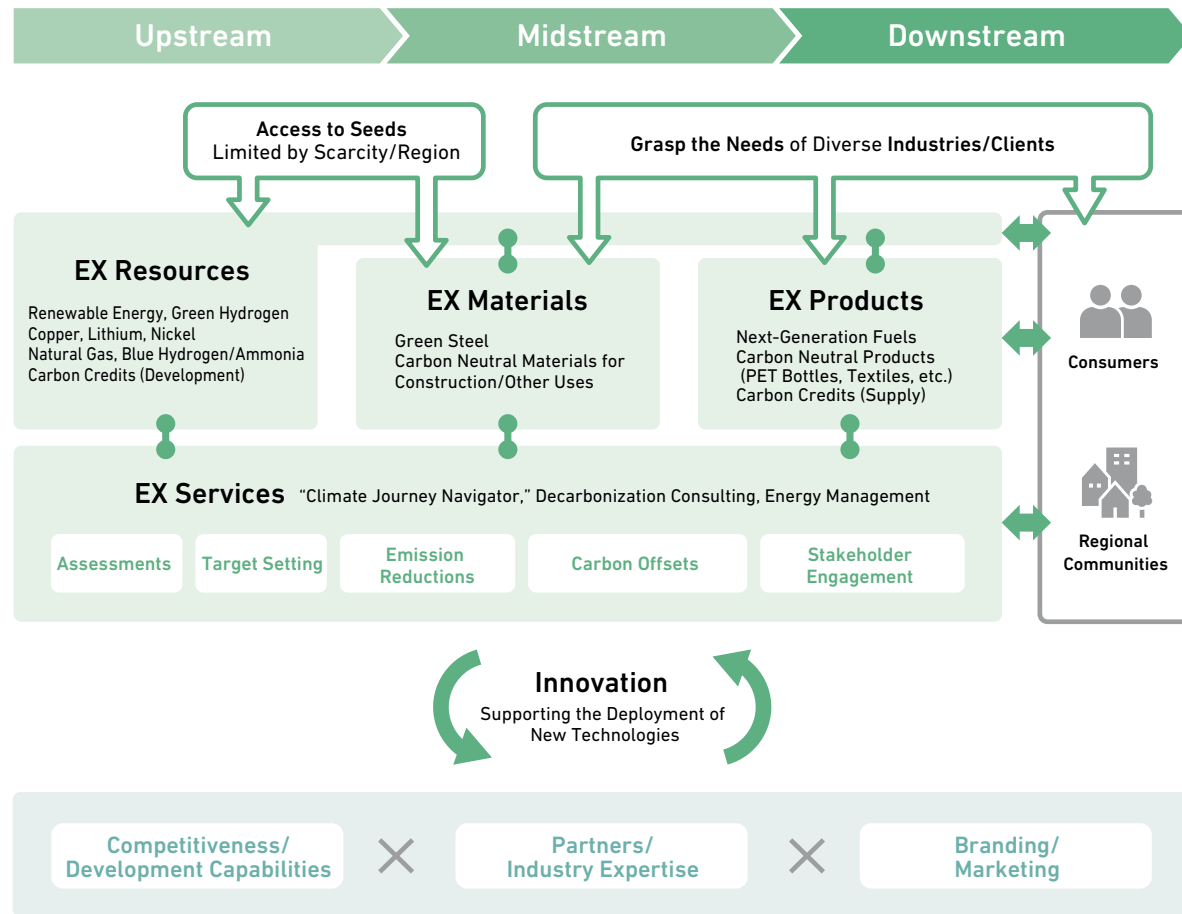 Upstream
Midstream
Downstream
Access to Seeds
Limited by Scarcity/Region
Grasp the Needs of Diverse Industries/Clients
EX Resources
Renewable Energy, Green Hydrogen
Copper, Lithium, Nickel
Natural Gas, Blue Hydrogen/Ammonia
Carbon Credits (Development)
EX Materials
Green Steel
Carbon Neutral Materials for
Construction/Other Uses
EX Products
Next-Generation Fuels
Carbon Neutral Products
(PET Bottles, Textiles, etc.)
Carbon Credits (Supply)
Consumers
Regional
Communities
EX Services “Climate Journey Navigator,” Decarbonization Consulting, Energy Management
Assessments
Target Setting
Emission
Reductions
Carbon Offsets
Stakeholder
Engagement
Innovation
Supporting the Deployment of
New Technologies
Competitiveness/
Development Capabilities
Partners/
Industry Expertise
Branding/
Marketing